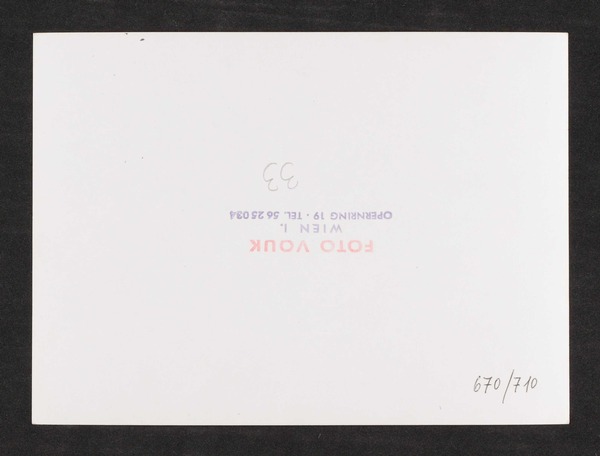 FOTO VOUK
WIEN I.
OPERNRING 19 · TEL. 56 25 034
33
670/710